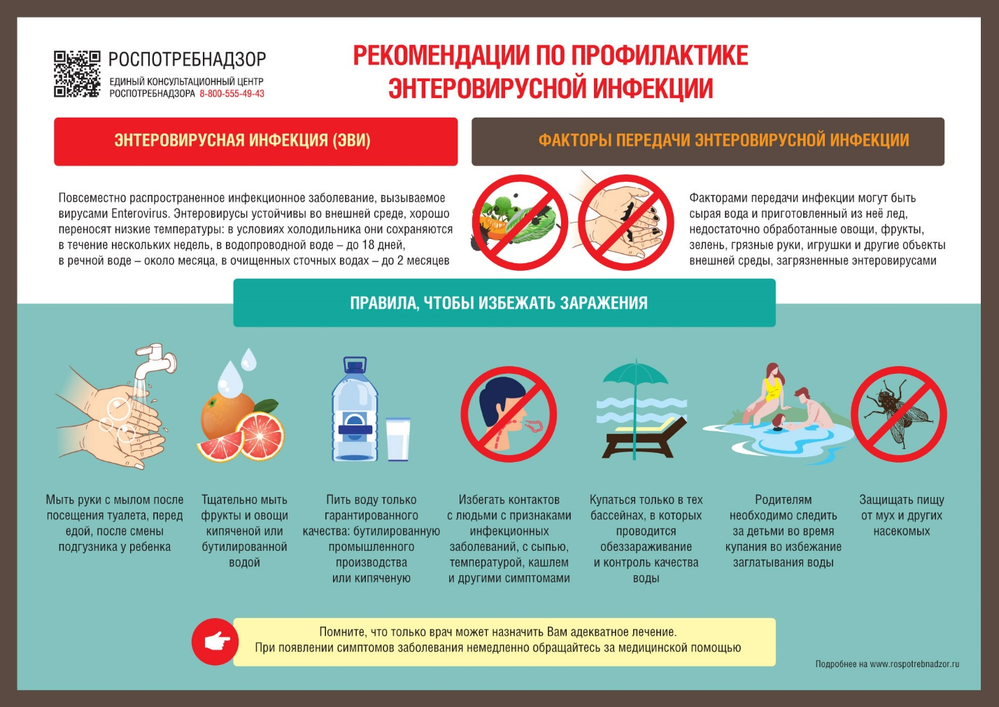 РОСПОТРЕБНАДЗОР
ЕДИНЫЙ КОНСУЛЬТАЦИОННЫЙ ЦЕНТР
РОСПОТРЕБНАДЗОРА 8-800-555-49-43
РЕКОМЕНДАЦИИ ПО ПРОФИЛАКТИКЕ
ЭНТЕРОВИРУСНОЙ ИНФЕКЦИИ
ЭНТЕРОВИРУСНАЯ ИНФЕКЦИЯ (ЭВИ)
Повсеместно распространенное инфекционное заболевание, вызываемое
вирусами Enterovirus. Энтеровирусы устойчивы во внешней среде, хорошо
переносят низкие температуры: в условиях холодильника они сохраняются
в течение нескольких недель, в водопроводной воде – до 18 дней,
в речной воде – около месяца, в очищенных сточных водах – до 2 месяцев
ФАКТОРЫ ПЕРЕДАЧИ ЭНТЕРОВИРУСНОЙ ИНФЕКЦИИ
Факторами передачи инфекции могут быть
сырая вода и приготовленный из неё лед,
недостаточно обработанные овощи, фрукты,
зелень, грязные руки, игрушки и другие объекты
внешней среды, загрязненные энтеровирусами
ПРАВИЛА, ЧТОБЫ ИЗБЕЖАТЬ ЗАРАЖЕНИЯ
Мыть руки с мылом после
посещения туалета, перед
едой, после смены
подгузника у ребенка
Тщательно мыть
фрукты и овощи
кипяченой или
бутилированной
водой
Пить воду только
гарантированного
качества: бутилированную
промышленного
производства
или кипяченую
Избегать контактов
с людьми с признаками
инфекционных
заболеваний, с сыпью,
температурой, кашлем
и другими симптомами
Купаться только в тех
бассейнах, в которых
проводится
обеззараживание
и контроль качества
воды
Родителям
необходимо следить
за детьми во время
купания во избежание
заглатывания воды
Защищать пищу
от мух и других
насекомых
Помните, что только врач может назначить Вам адекватное лечение.
При появлении симптомов заболевания немедленно обращайтесь за медицинской помощью
Подробнее на www.rospotrebnadzor.ru